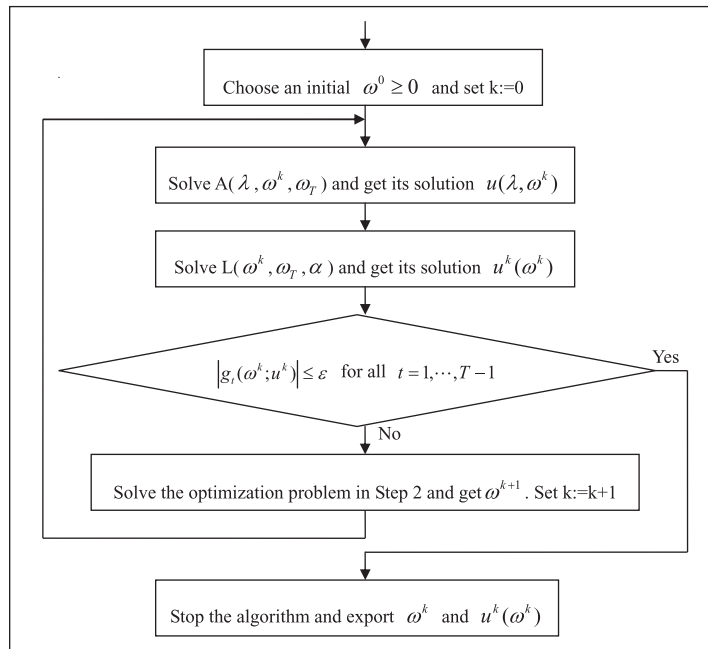 Choose an initial ω⁰ ≥ 0 and set k:=0
Solve A(λ, ωᵏ, ω_T) and get its solution u(λ, ωᵏ)
Solve L(ωᵏ, ω_T, α) and get its solution uᵏ(ωᵏ)
|g_t(ωᵏ;uᵏ)| ≤ ε for all t = 1,⋯,T−1
Yes
No
Solve the optimization problem in Step 2 and get ωᵏ⁺¹. Set k:=k+1
Stop the algorithm and export ωᵏ and uᵏ(ωᵏ)